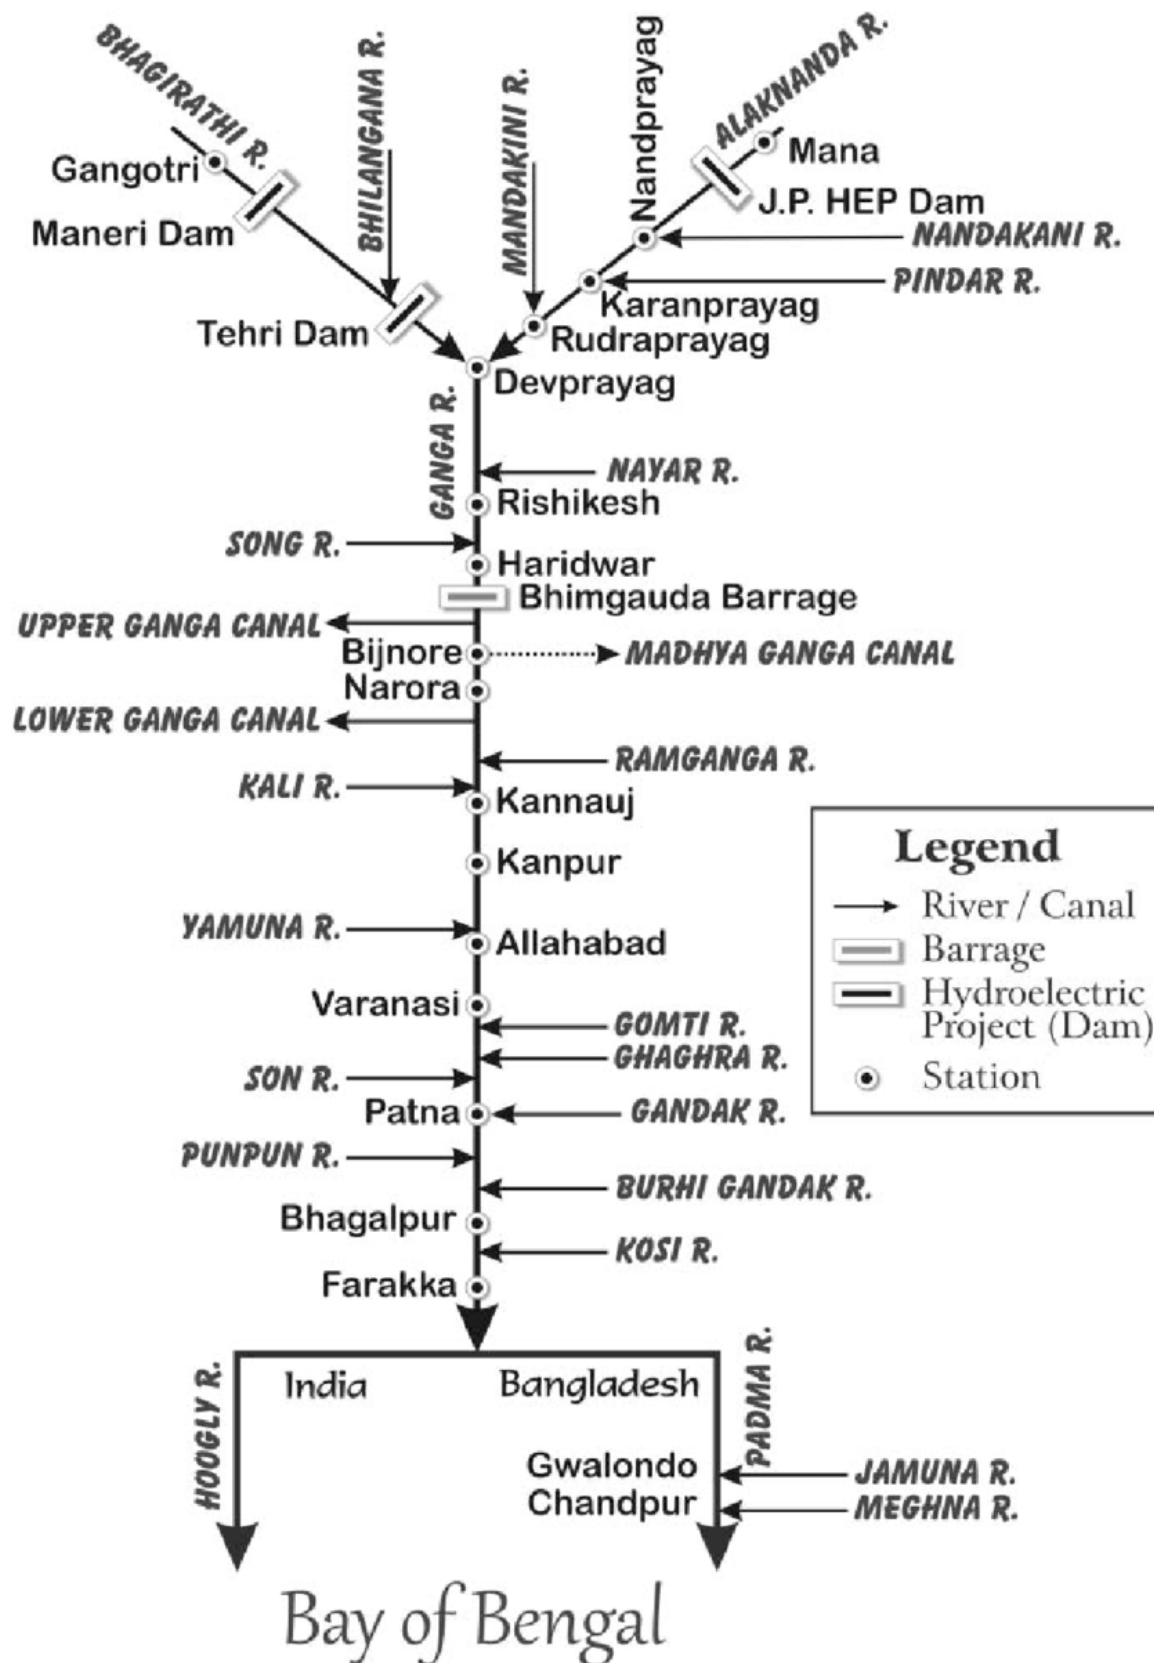 BHAGIRATHI R.
BHILANGANA R.
MANDAKINI R.
Nandprayag
ALAKNANDA R.
Gangotri
Mana
Maneri Dam
J.P. HEP Dam
NANDAKANI R.
PINDAR R.
Karanprayag
Tehri Dam
Rudraprayag
Devprayag
GANGA R.
NAYAR R.
Rishikesh
SONG R.
Haridwar
Bhimgauda Barrage
UPPER GANGA CANAL
Bijnore
MADHYA GANGA CANAL
Narora
LOWER GANGA CANAL
RAMGANGA R.
KALI R.
Kannauj
Kanpur
YAMUNA R.
Allahabad
Varanasi
GOMTI R.
GHAGHRA R.
SON R.
Patna
GANDAK R.
PUNPUN R.
BURHI GANDAK R.
Bhagalpur
KOSI R.
Farakka
Legend
River / Canal
Barrage
Hydroelectric
Project (Dam)
Station
India
Bangladesh
HOOGLY R.
PADMA R.
Gwalondo
JAMUNA R.
Chandpur
MEGHNA R.
Bay of Bengal